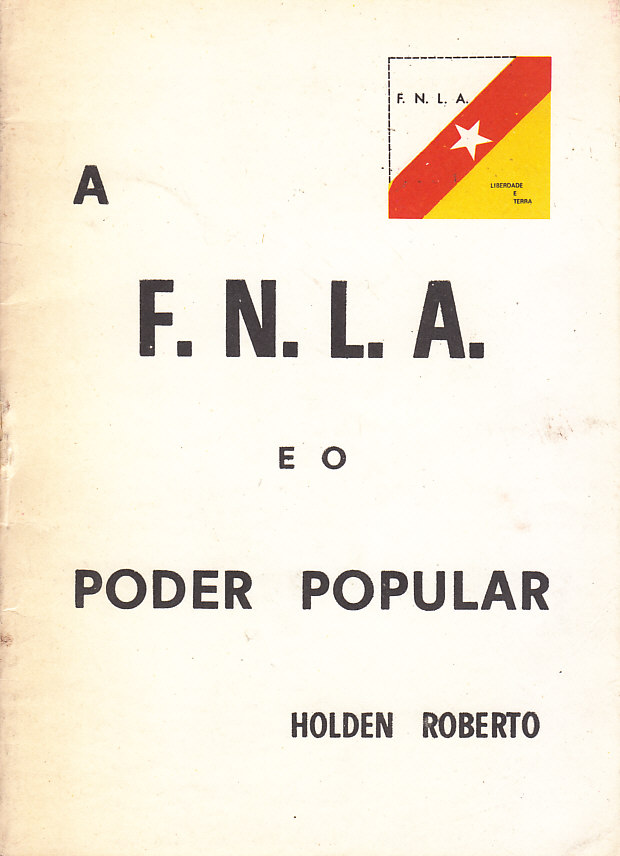 F. N. L. A.
LIBERDADE
E
TERRA
A
F. N. L. A.
E O
PODER POPULAR
HOLDEN ROBERTO